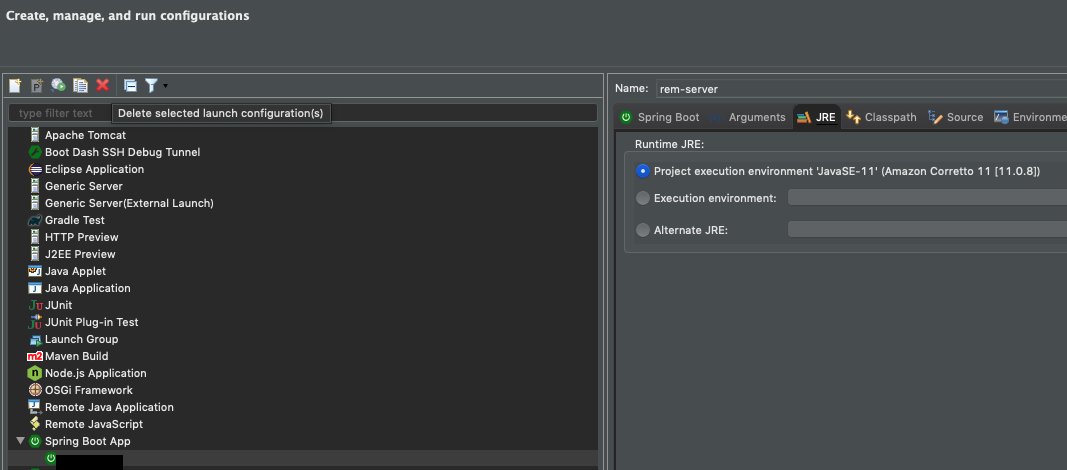 Create, manage, and run configurations
type filter text
Delete selected launch configuration(s)
Apache Tomcat
Boot Dash SSH Debug Tunnel
Eclipse Application
Generic Server
Generic Server(External Launch)
Gradle Test
HTTP Preview
J2EE Preview
Java Applet
Java Application
JUnit
JUnit Plug-in Test
Launch Group
Maven Build
Node.js Application
OSGi Framework
Remote Java Application
Remote JavaScript
Spring Boot App
Name: rem-server
Spring Boot Arguments JRE Classpath Source Environme
Runtime JRE:
Project execution environment 'JavaSE-11' (Amazon Corretto 11 [11.0.8])
Execution environment:
Alternate JRE: